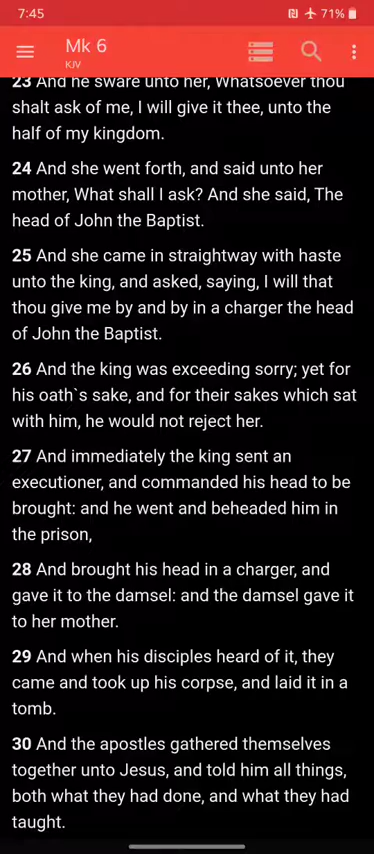 7:45
71%
Mk 6
KJV
23 And he sware unto her, Whatsoever thou
shalt ask of me, I will give it thee, unto the
half of my kingdom.
24 And she went forth, and said unto her
mother, What shall I ask? And she said, The
head of John the Baptist.
25 And she came in straightway with haste
unto the king, and asked, saying, I will that
thou give me by and by in a charger the head
of John the Baptist.
26 And the king was exceeding sorry; yet for
his oath`s sake, and for their sakes which sat
with him, he would not reject her.
27 And immediately the king sent an
executioner, and commanded his head to be
brought: and he went and beheaded him in
the prison,
28 And brought his head in a charger, and
gave it to the damsel: and the damsel gave it
to her mother.
29 And when his disciples heard of it, they
came and took up his corpse, and laid it in a
tomb.
30 And the apostles gathered themselves
together unto Jesus, and told him all things,
both what they had done, and what they had
taught.